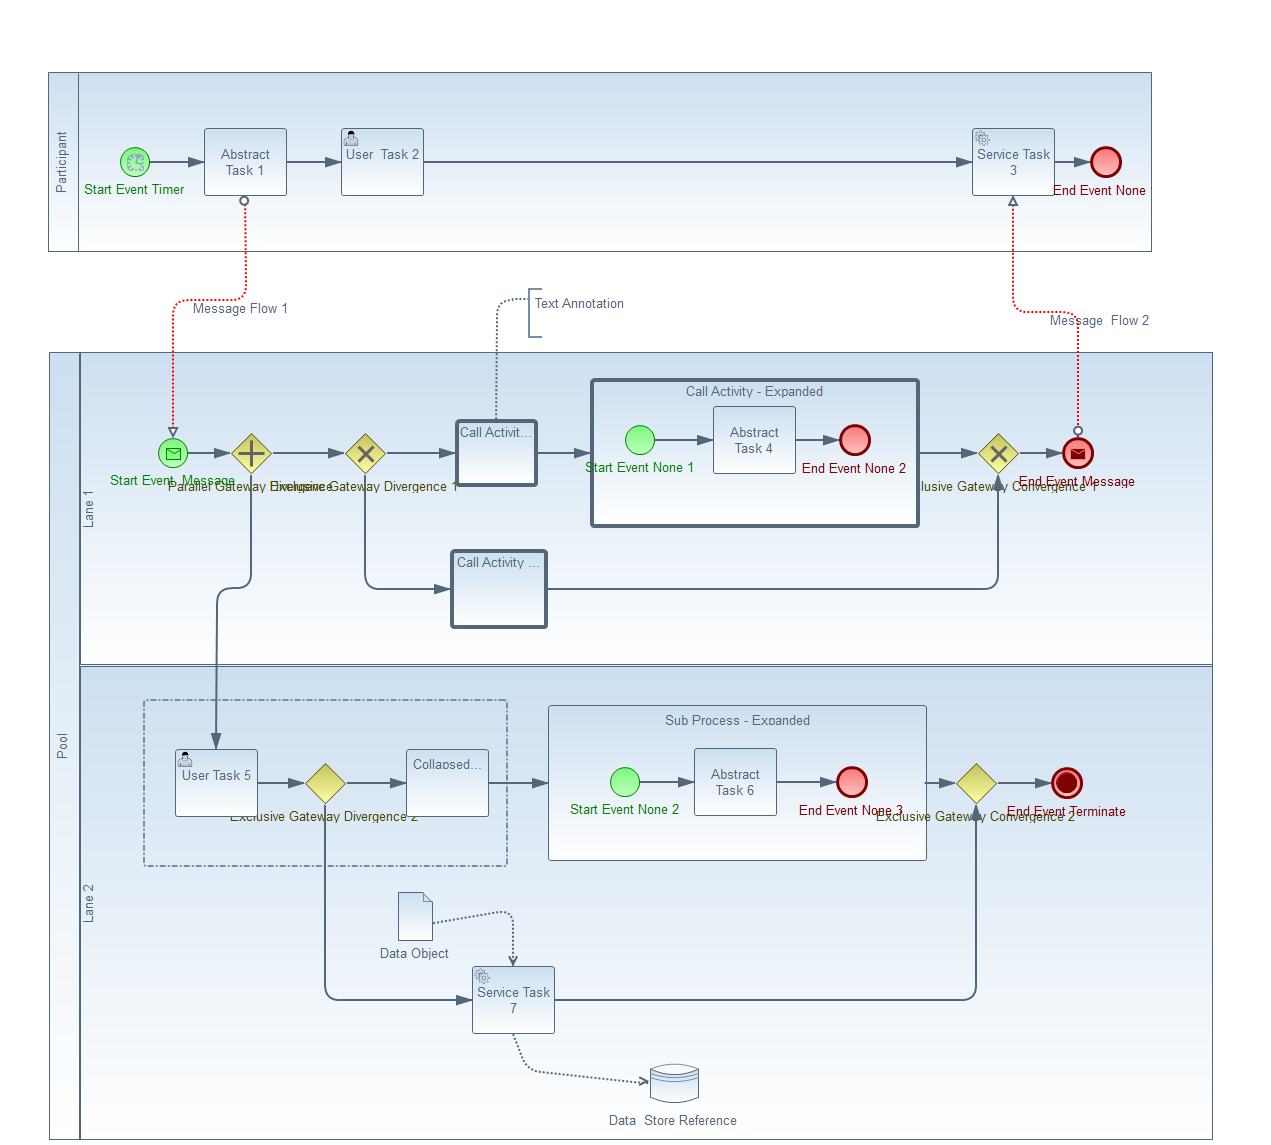 Participant
Start Event Timer
Abstract
Task 1
User  Task 2
Service Task
3
End Event None
Message Flow 1
Text Annotation
Message  Flow 2
Pool
Lane 1
Start Event  Message
Parallel Gateway Divergence
Exclusive Gateway Divergence 1
Call Activit...
Call Activity - Expanded
Start Event None 1
Abstract
Task 4
End Event None 2
lusive Gateway Convergence 1
End Event Message
Call Activity ...
Lane 2
User Task 5
Exclusive Gateway Divergence 2
Collapsed...
Sub Process - Expanded
Start Event None 2
Abstract
Task 6
End Event None 3
Exclusive Gateway Convergence 2
End Event Terminate
Data Object
Service Task
7
Data  Store Reference